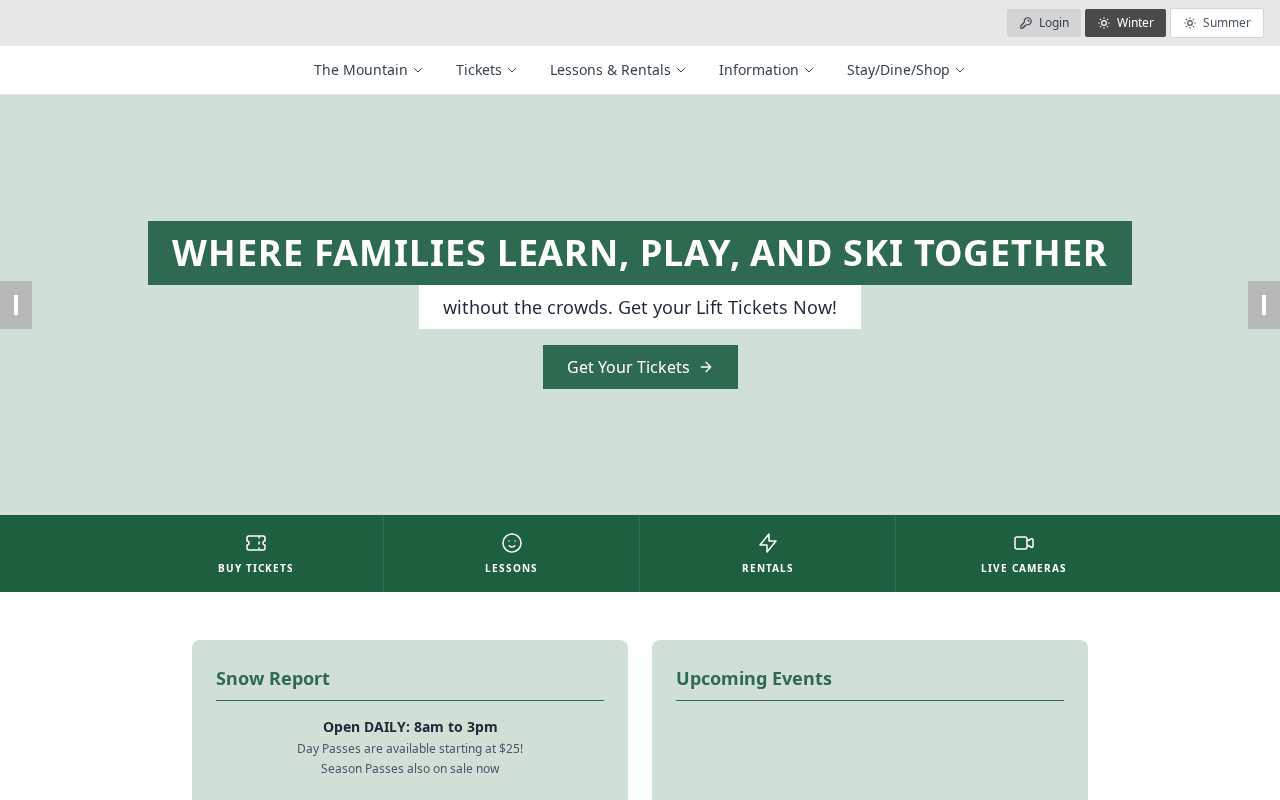 Login
Winter
Summer
The Mountain
Tickets
Lessons & Rentals
Information
Stay/Dine/Shop
WHERE FAMILIES LEARN, PLAY, AND SKI TOGETHER
without the crowds. Get your Lift Tickets Now!
Get Your Tickets
BUY TICKETS
LESSONS
RENTALS
LIVE CAMERAS
Snow Report
Open DAILY: 8am to 3pm
Day Passes are available starting at $25!
Season Passes also on sale now
Upcoming Events